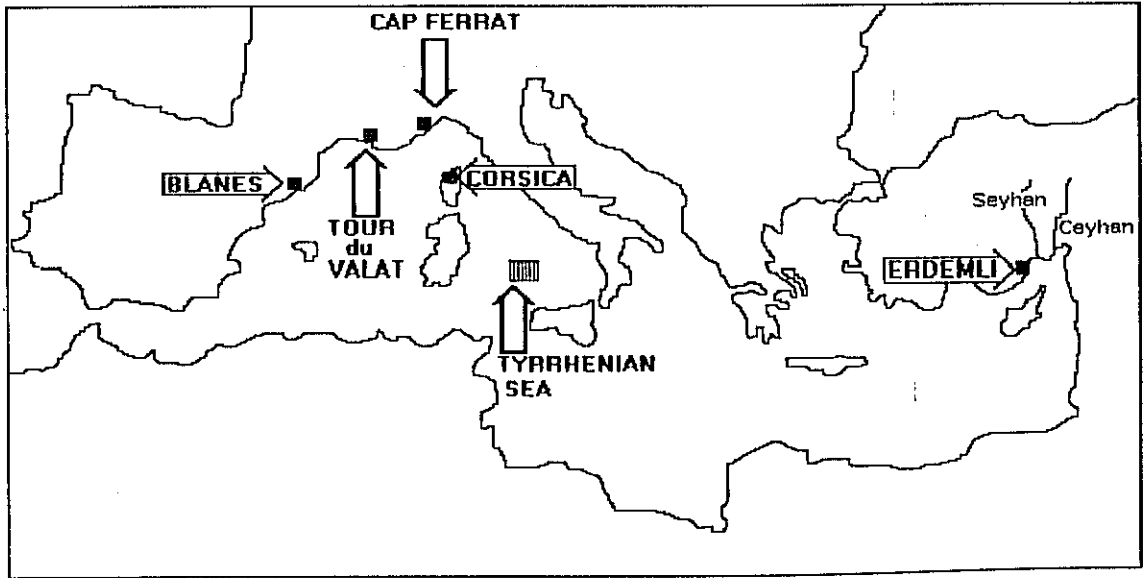 CAP FERRAT
BLANES
CORSICA
TOUR
du
VALAT
Seyhan
Ceyhan
ERDEMLI
TYRRHENIAN
SEA